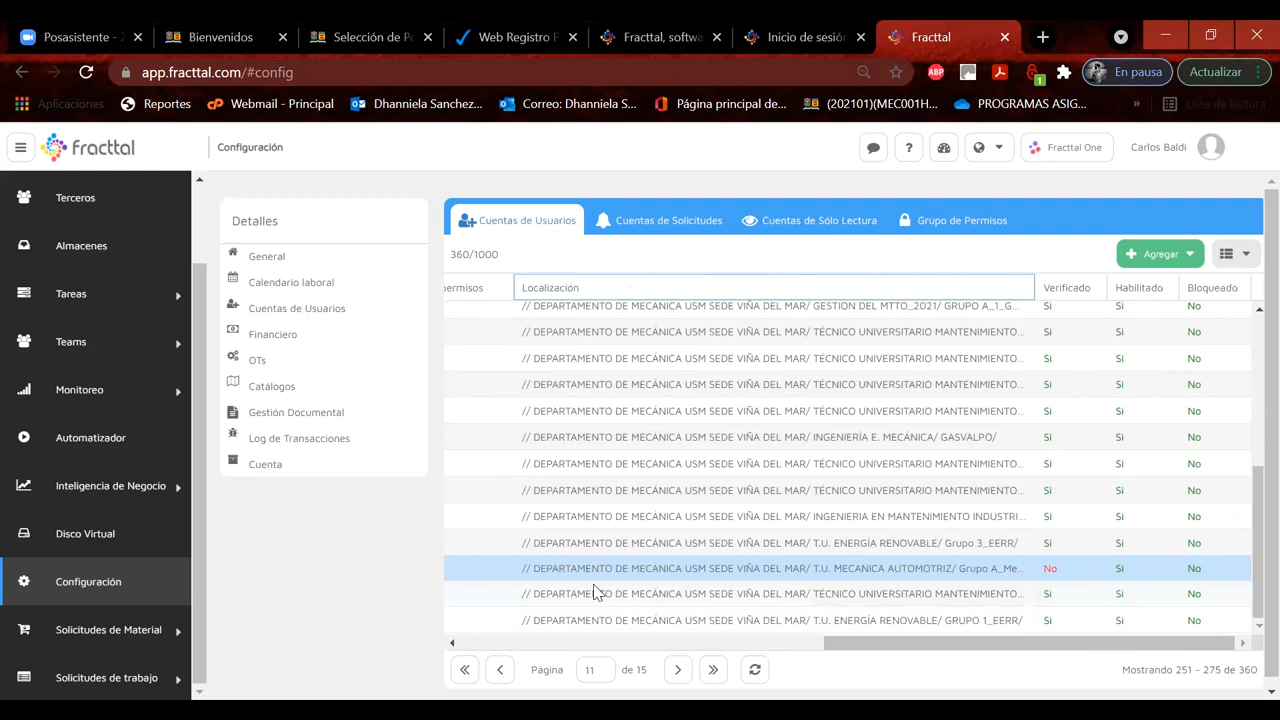 Posasistente - Z
Bienvenidos
Selección de Pe
Web Registro P
Fracttal, softwa
Inicio de sesión
Fracttal
app.fracttal.com/#config
ABP
1
En pausa
Actualizar
Aplicaciones
Reportes
Webmail - Principal
Dhanniela Sanchez...
Correo: Dhanniela S...
Página principal de...
(202101)(MEC001H...
PROGRAMAS ASIG...
»
Lista de lectura
fracttal
Configuración
?
Fracttal One
Carlos Baldi
Terceros
Almacenes
Tareas
Teams
Monitoreo
Automatizador
Inteligencia de Negocio
Disco Virtual
Configuración
Solicitudes de Material
Solicitudes de trabajo
Detalles
General
Calendario laboral
Cuentas de Usuarios
Financiero
OTs
Catálogos
Gestión Documental
Log de Transacciones
Cuenta
Cuentas de Usuarios
Cuentas de Solicitudes
Cuentas de Sólo Lectura
Grupo de Permisos
360/1000
Agregar
permisos Localización Verificado Habilitado Bloqueado
// DEPARTAMENTO DE MECÁNICA USM SEDE VIÑA DEL MAR/ GESTION DEL MTTO_2021/ GRUPO A_1_G... Si Si No
// DEPARTAMENTO DE MECÁNICA USM SEDE VIÑA DEL MAR/ TÉCNICO UNIVERSITARIO MANTENIMIENTO... Si Si No
// DEPARTAMENTO DE MECÁNICA USM SEDE VIÑA DEL MAR/ TÉCNICO UNIVERSITARIO MANTENIMIENTO... Si Si No
// DEPARTAMENTO DE MECÁNICA USM SEDE VIÑA DEL MAR/ TÉCNICO UNIVERSITARIO MANTENIMIENTO... Si Si No
// DEPARTAMENTO DE MECÁNICA USM SEDE VIÑA DEL MAR/ TÉCNICO UNIVERSITARIO MANTENIMIENTO... Si Si No
// DEPARTAMENTO DE MECÁNICA USM SEDE VIÑA DEL MAR/ INGENIERÍA E. MECÁNICA/ GASVALPO/ Si Si No
// DEPARTAMENTO DE MECÁNICA USM SEDE VIÑA DEL MAR/ TÉCNICO UNIVERSITARIO MANTENIMIENTO... Si Si No
// DEPARTAMENTO DE MECÁNICA USM SEDE VIÑA DEL MAR/ TÉCNICO UNIVERSITARIO MANTENIMIENTO... Si Si No
// DEPARTAMENTO DE MECÁNICA USM SEDE VIÑA DEL MAR/ INGENIERIA EN MANTENIMIENTO INDUSTRI... Si Si No
// DEPARTAMENTO DE MECÁNICA USM SEDE VIÑA DEL MAR/ T.U. ENERGÍA RENOVABLE/ Grupo 3_EERR/ Si Si No
// DEPARTAMENTO DE MECÁNICA USM SEDE VIÑA DEL MAR/ T.U. MECANICA AUTOMOTRIZ/ Grupo A_Me... No Si No
// DEPARTAMENTO DE MECÁNICA USM SEDE VIÑA DEL MAR/ TÉCNICO UNIVERSITARIO MANTENIMIENTO... Si Si No
// DEPARTAMENTO DE MECÁNICA USM SEDE VIÑA DEL MAR/ T.U. ENERGÍA RENOVABLE/ GRUPO 1_EERR/ Si Si No
Página 11 de 15
Mostrando 251 - 275 de 360